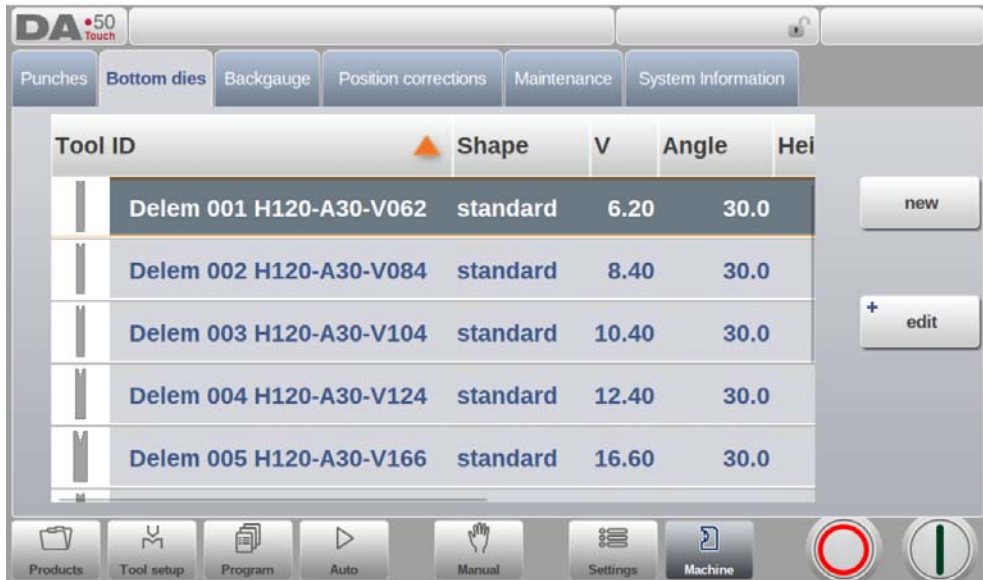 DA•50
Touch
Punches Bottom dies Backgauge Position corrections Maintenance System Information
Tool ID Shape V Angle Hei
Delem 001 H120-A30-V062 standard 6.20 30.0
new
Delem 002 H120-A30-V084 standard 8.40 30.0
+ edit
Delem 003 H120-A30-V104 standard 10.40 30.0
Delem 004 H120-A30-V124 standard 12.40 30.0
Delem 005 H120-A30-V166 standard 16.60 30.0
Products Tool setup Program Auto Manual Settings Machine